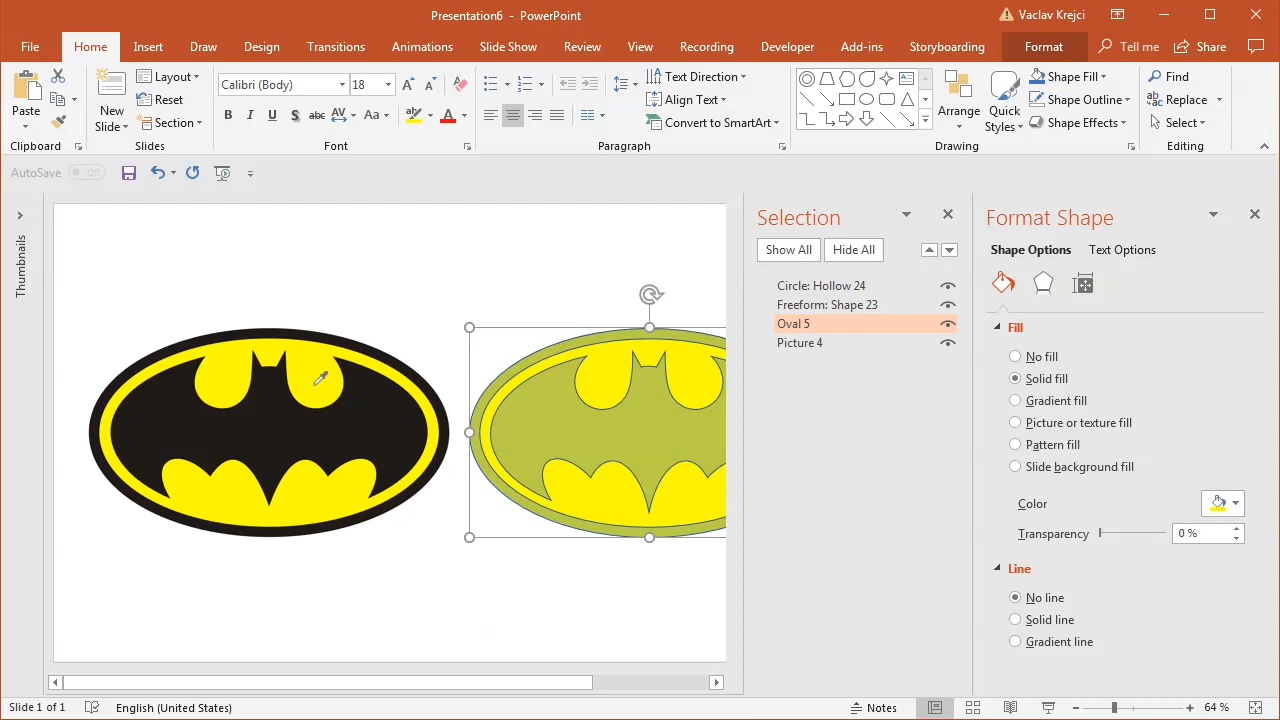 Presentation6 - PowerPoint
Vaclav Krejci
File Home Insert Draw Design Transitions Animations Slide Show Review View Recording Developer Add-ins Storyboarding Format Tell me Share
Paste
New
Slide
Layout
Reset
Section
Calibri (Body) 18
B I U S abc AV Aa
A
Text Direction
Align Text
Convert to SmartArt
Arrange
Quick
Styles
Shape Fill
Shape Outline
Shape Effects
Find
Replace
Select
Clipboard Slides Font Paragraph Drawing Editing
AutoSave Off
Thumbnails
Selection
Show All Hide All
Circle: Hollow 24
Freeform: Shape 23
Oval 5
Picture 4
Format Shape
Shape Options Text Options
Fill
No fill
Solid fill
Gradient fill
Picture or texture fill
Pattern fill
Slide background fill
Color
Transparency 0 %
Line
No line
Solid line
Gradient line
Slide 1 of 1 English (United States) Notes 64 %